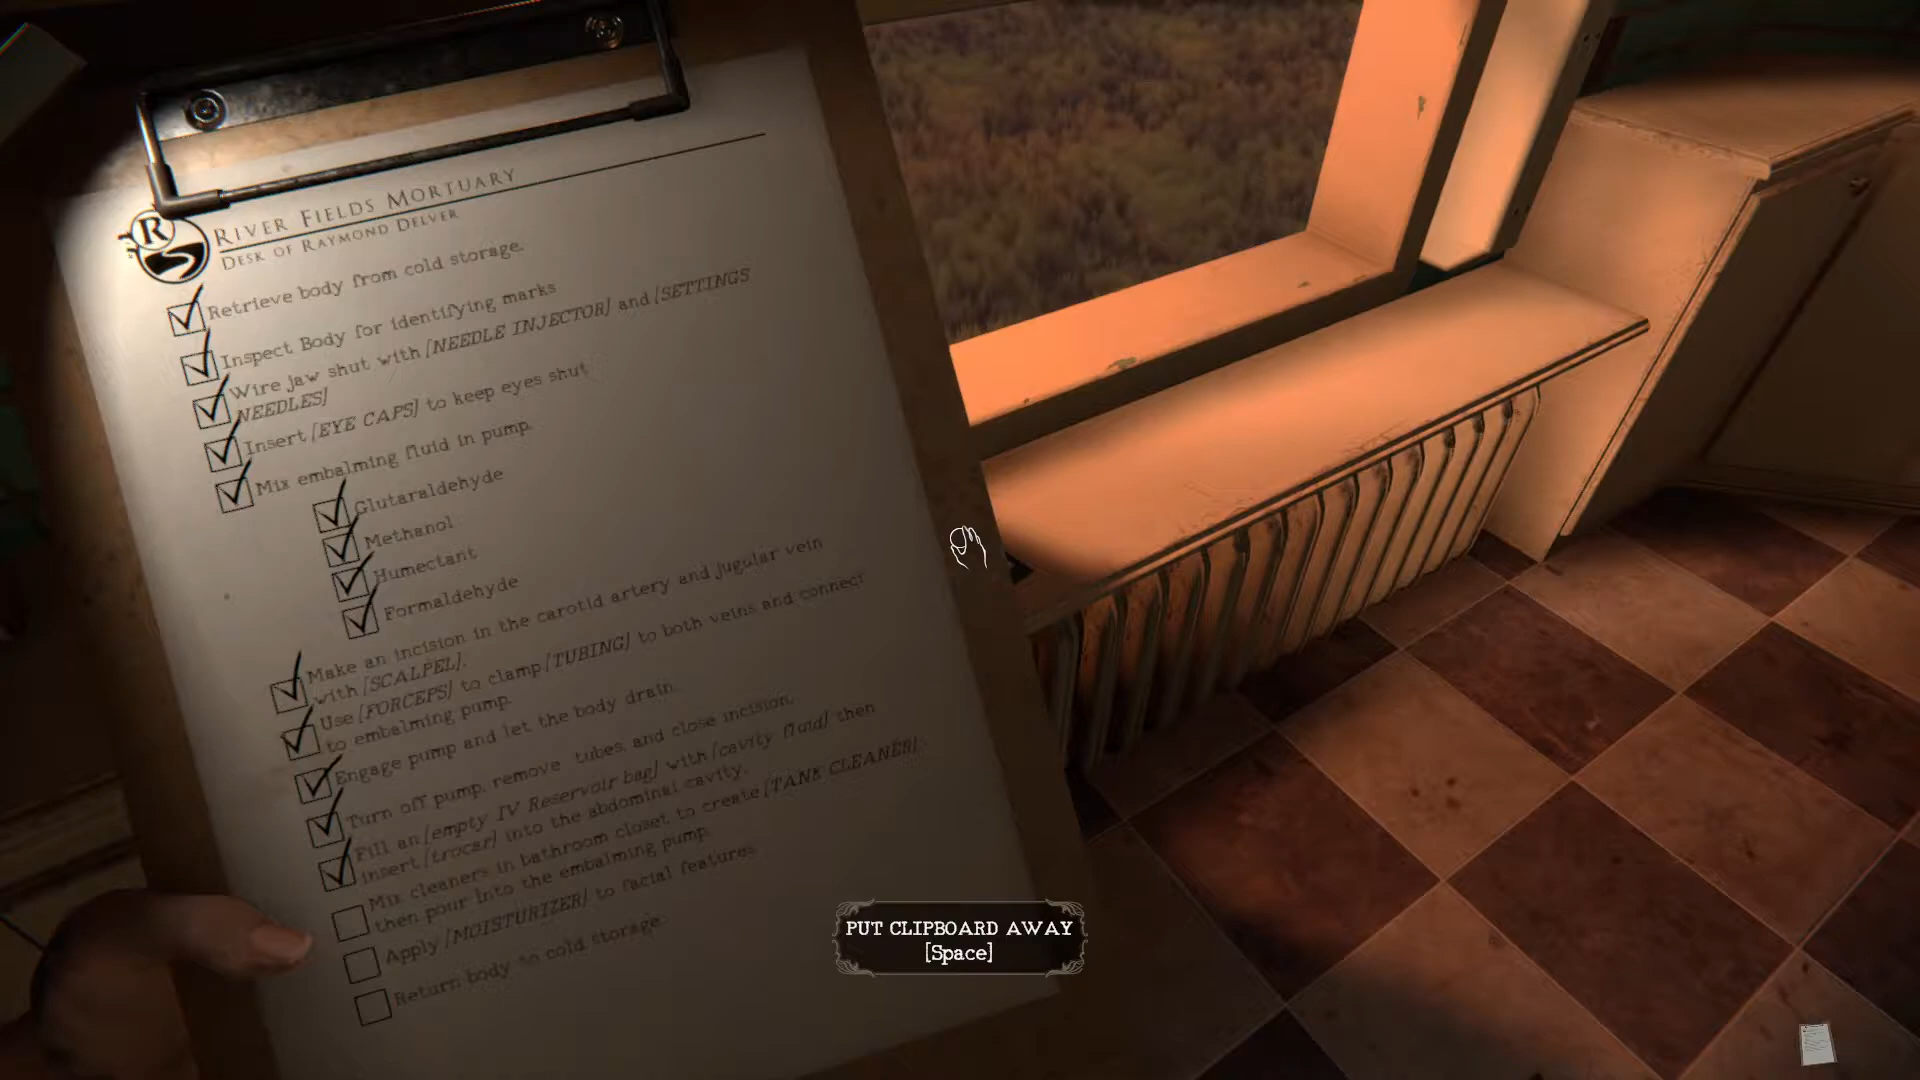 R
RIVER FIELDS MORTUARY
DESK OF RAYMOND DELVER
Retrieve body from cold storage.
Inspect Body for identifying marks
Wire jaw shut with [NEEDLE INJECTOR] and [SETTINGS
NEEDLES]
Insert [EYE CAPS] to keep eyes shut
Mix embalming fluid in pump.
Glutaraldehyde
Methanol
Humectant
Formaldehyde
Make an incision in the carotid artery and jugular vein
with [SCALPEL].
Use [FORCEPS] to clamp [TUBING] to both veins and connect
to embalming pump.
Engage pump and let the body drain.
Turn off pump, remove tubes, and close incision.
Fill an [empty IV Reservoir bag] with [cavity fluid] then
insert [trocar] into the abdominal cavity.
Mix cleaners in bathroom closet to create [TANK CLEANER],
then pour into the embalming pump.
Apply [MOISTURIZER] to facial features
Return body to cold storage.
PUT CLIPBOARD AWAY
[Space]